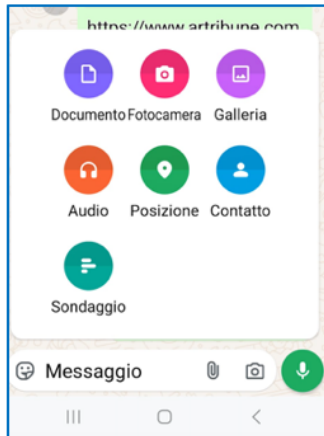 https://www.artribune.com
Documento Fotocamera Galleria
Audio Posizione Contatto
Sondaggio
Messaggio